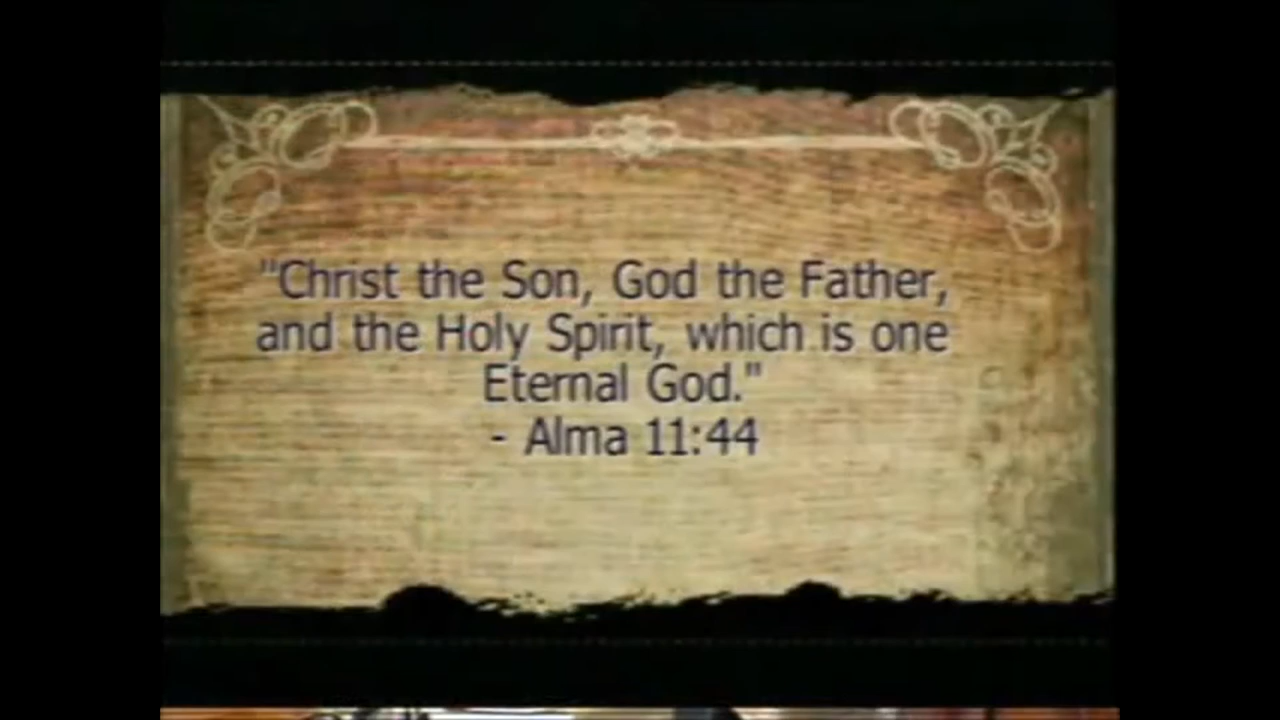 "Christ the Son, God the Father,
and the Holy Spirit, which is one
Eternal God."
- Alma 11:44